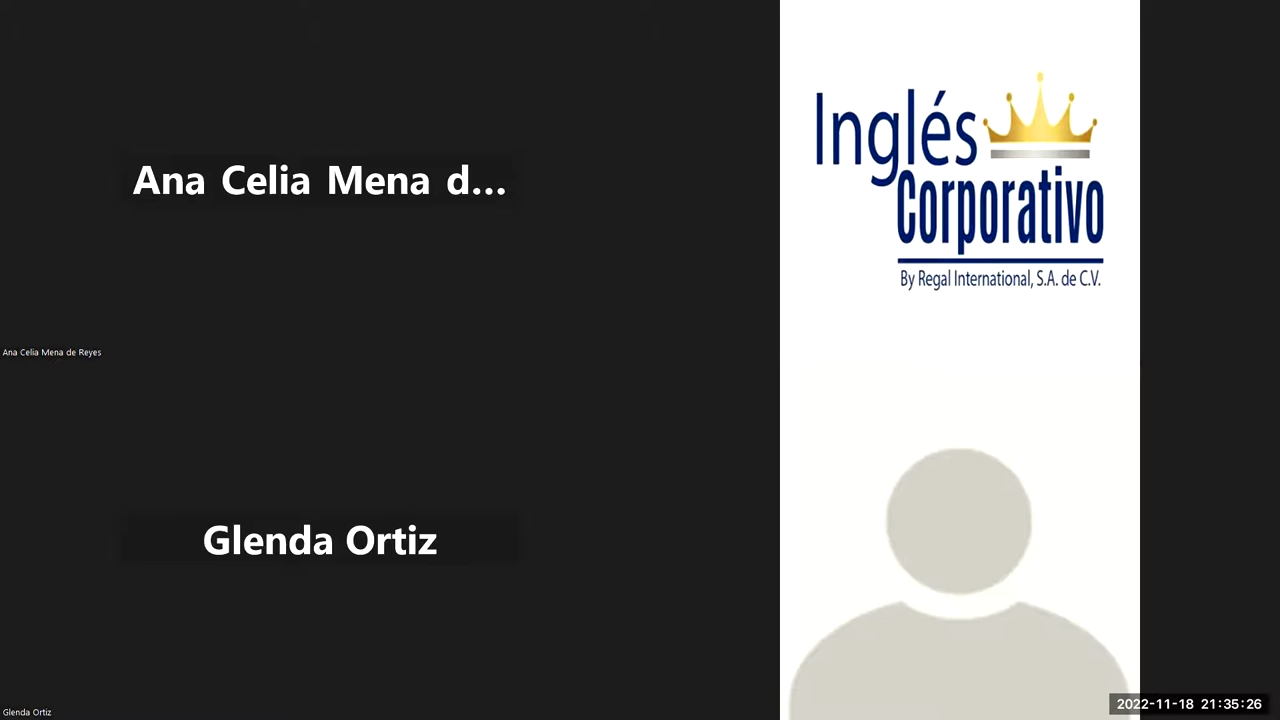 Ana Celia Mena d...
Ana Celia Mena de Reyes
Inglés
Corporativo
By Regal International, S.A. de C.V.
Glenda Ortiz
Glenda Ortiz
2022-11-18 21:35:26